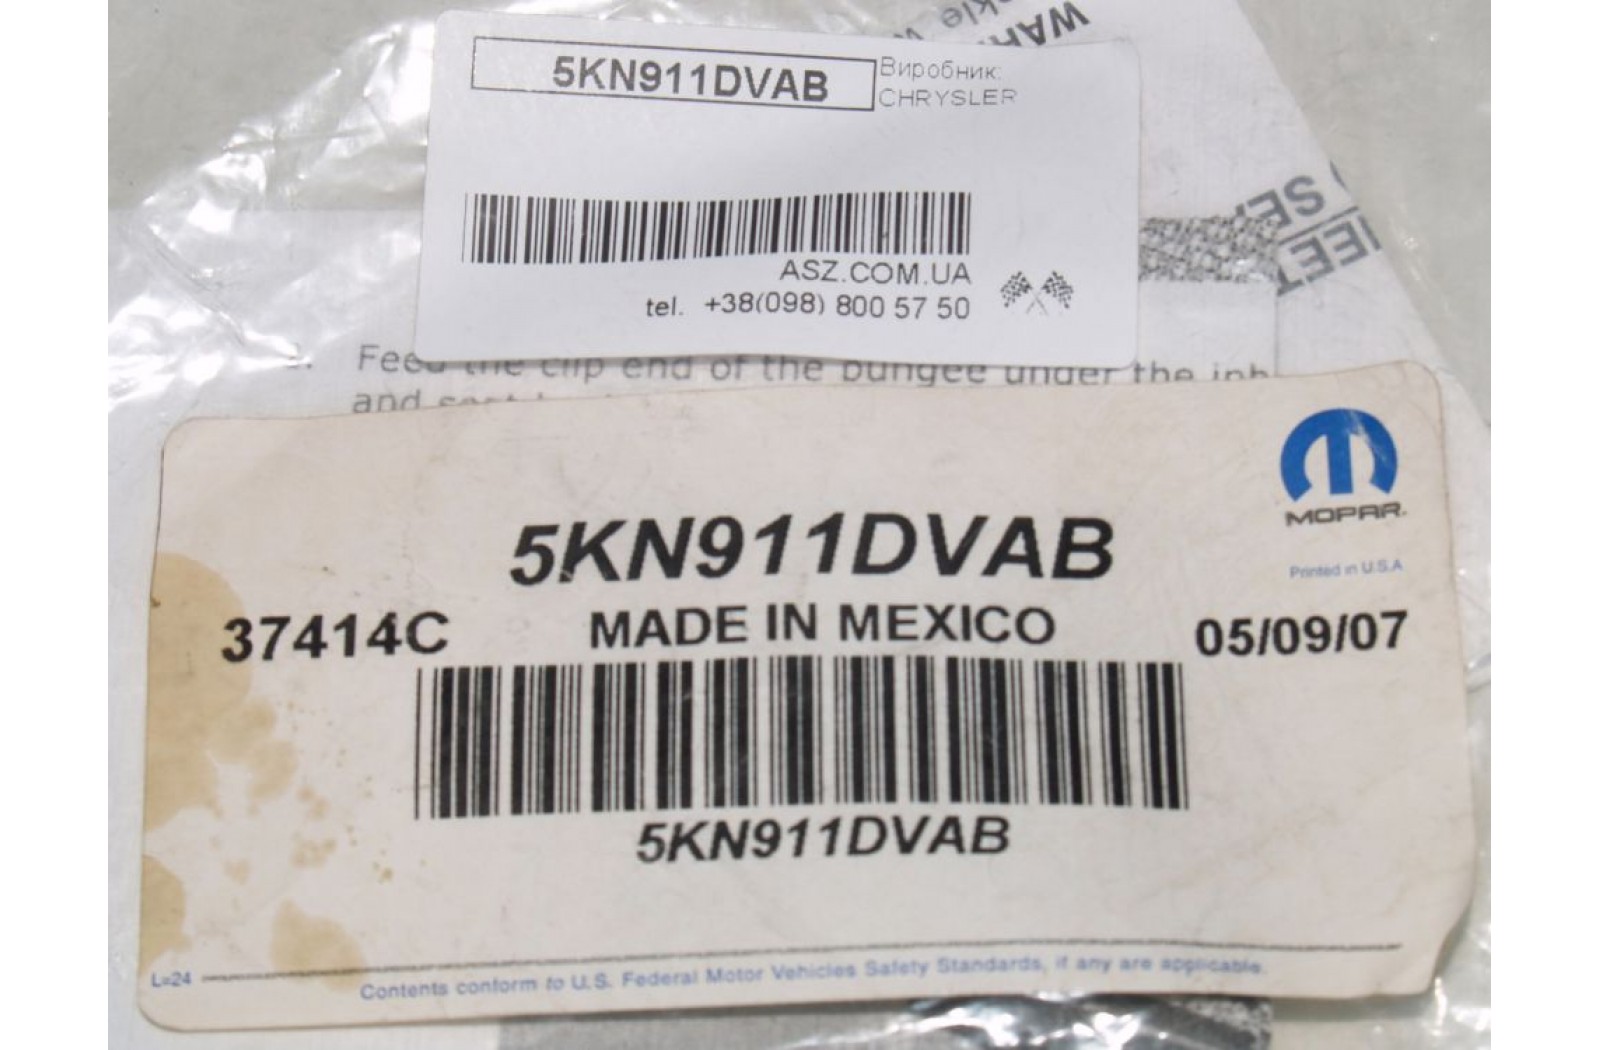 5KN911DVAB
Виробник:
CHRYSLER
ASZ.COM.UA
tel. +38(098) 800 57 50
Feed the clip end of the bungee under the
and
MOPAR
5KN911DVAB
Printed in U.S.A
37414C MADE IN MEXICO 05/09/07
5KN911DVAB
L=24
Contents conform to U.S. Federal Motor Vehicles Safety Standards, if any are applicable.